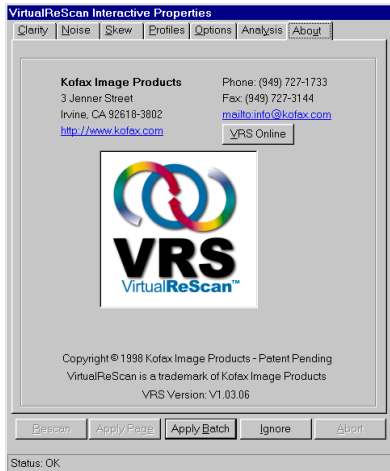 VirtualReScan Interactive Properties
Clarity Noise Skew Profiles Options Analysis About
Kofax Image Products Phone: (949) 727-1733
3 Jenner Street Fax: (949) 727-3144
Irvine, CA 92618-3802 mailto:info@kofax.com
http://www.kofax.com VRS Online
VRS
VirtualReScan™
Copyright © 1998 Kofax Image Products - Patent Pending
VirtualReScan is a trademark of Kofax Image Products
VRS Version: V1.03.06
Rescan Apply Page Apply Batch Ignore Abort
Status: OK